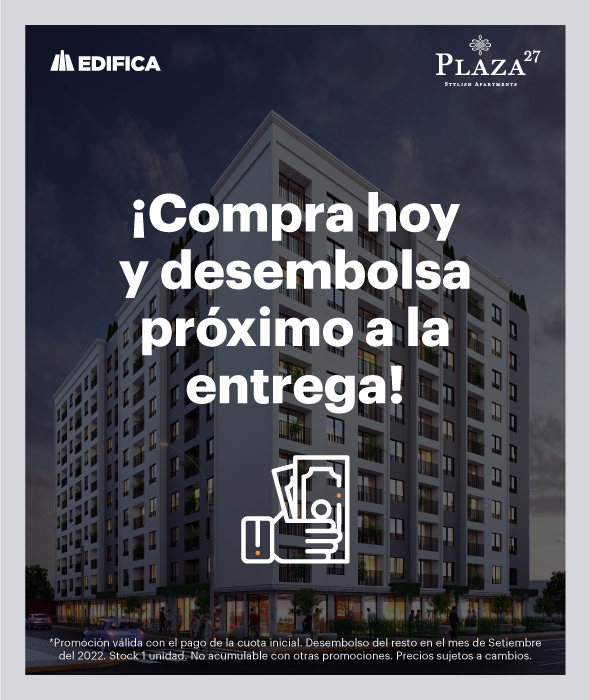 EDIFICA
PLAZA27
STYLISH APARTMENTS
¡Compra hoy
y desembolsa
próximo a la
entrega!
*Promoción válida con el pago de la cuota inicial. Desembolso del resto en el mes de Setiembre
del 2022. Stock 1 unidad. No acumulable con otras promociones. Precios sujetos a cambios.